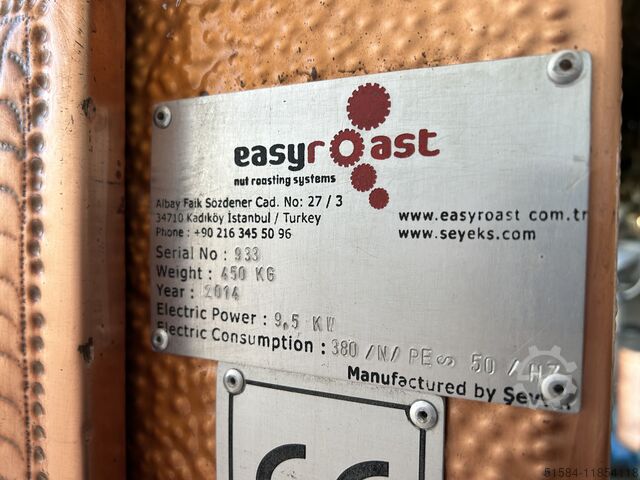 easyroast
nut roasting systems
Albay Faik Sözdener Cad. No: 27 / 3
34710 Kadıköy İstanbul / Turkey
Phone : +90 216 345 50 96
www.easyroast com.tr
www.seyeks.com
Serial No : 933
Weight : 450 KG
Year : 2014
Electric Power : 9,5 KW
Electric Consumption : 380 /N/ PE∾ 50 / HZ
Manufactured by
CE
51584-11854118